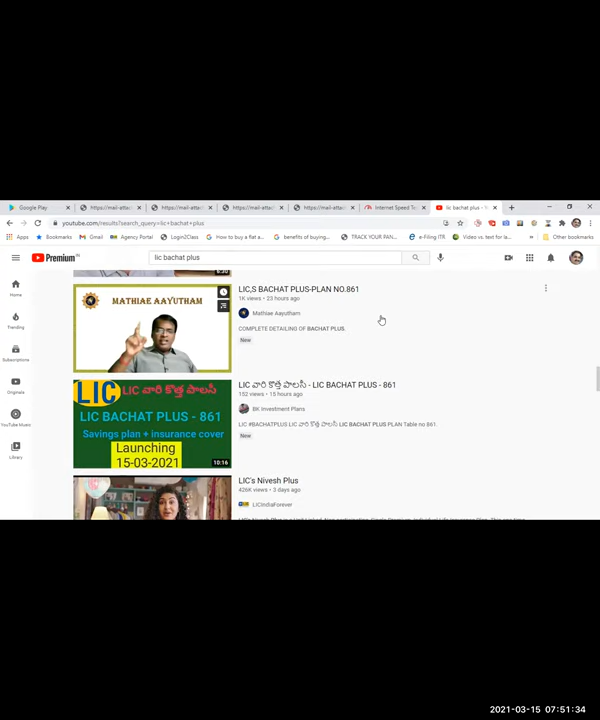 Google Play
https://mail-attac
https://mail-attac
https://mail-attac
https://mail-attac
Internet Speed Te
lic bachat plus - Y
youtube.com/results?search_query=lic+bachat+plus
Apps
Bookmarks
Gmail
Agency Portal
Login2Class
How to buy a flat a...
benefits of buying...
TRACK YOUR PAN...
e-Filing ITR
Video vs. text for la...
Other bookmarks
Premium IN
lic bachat plus
Home
Trending
Subscriptions
Originals
YouTube Music
Library
MATHIAE AAYUTHAM
LIC,S BACHAT PLUS-PLAN NO.861
1K views • 23 hours ago
Mathiae Aayutham
COMPLETE DETAILING OF BACHAT PLUS.
New
LIC LIC వారి కొత్త పాలసీ
LIC BACHAT PLUS - 861
Savings plan + insurance cover
Launching
15-03-2021
10:16
LIC వారి కొత్త పాలసీ - LIC BACHAT PLUS - 861
152 views • 15 hours ago
BK Investment Plans
LIC #BACHATPLUS LIC వారి కొత్త పాలసీ LIC BACHAT PLUS PLAN Table no 861.
New
LIC's Nivesh Plus
426K views • 3 days ago
LICIndiaForever
2021-03-15 07:51:34